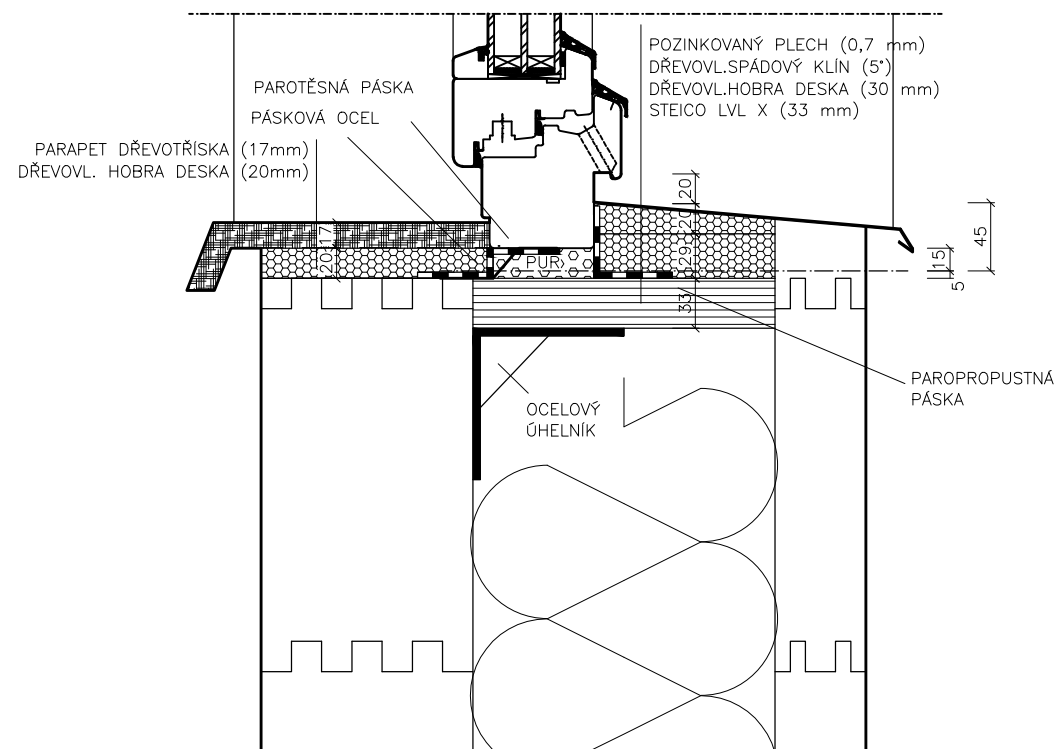 POZINKOVANÝ PLECH (0,7 mm)
DŘEVOVL.SPÁDOVÝ KLÍN (5°)
DŘEVOVL.HOBRA DESKA (30 mm)
STEICO LVL X (33 mm)
PAROTĚSNÁ PÁSKA
PÁSKOVÁ OCEL
PARAPET DŘEVOTŘÍSKA (17mm)
DŘEVOVL. HOBRA DESKA (20mm)
20
45
15
5
17
20
PUR
29
33
PAROPROPUSTNÁ
PÁSKA
OCELOVÝ
ÚHELNÍK